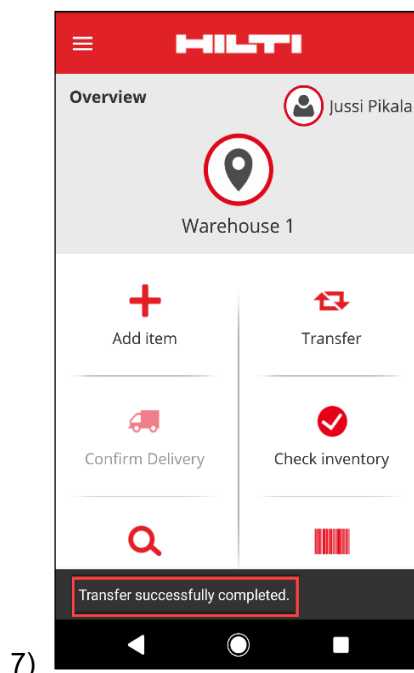 HILTI
Overview
Jussi Pikala
Warehouse 1
Add item
Transfer
Confirm Delivery
Check inventory
Transfer successfully completed.
7)